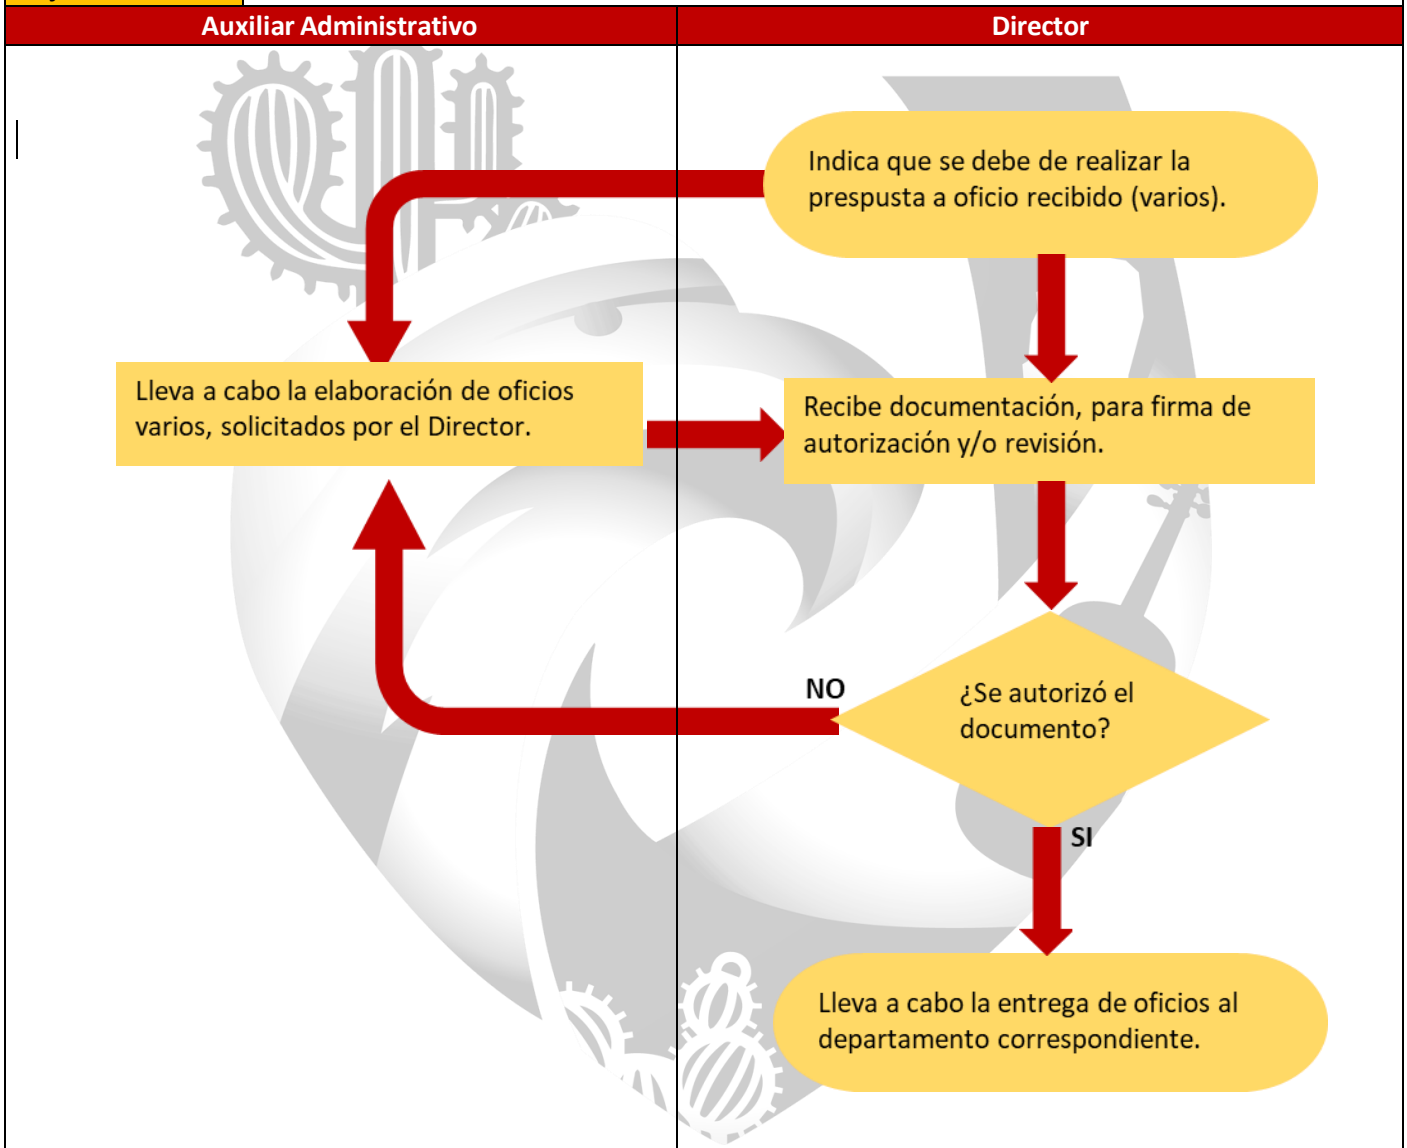 Auxiliar Administrativo
Director
Indica que se debe de realizar la
prespusta a oficio recibido (varios).
Lleva a cabo la elaboración de oficios
varios, solicitados por el Director.
Recibe documentación, para firma de
autorización y/o revisión.
NO
¿Se autorizó el
documento?
SI
Lleva a cabo la entrega de oficios al
departamento correspondiente.